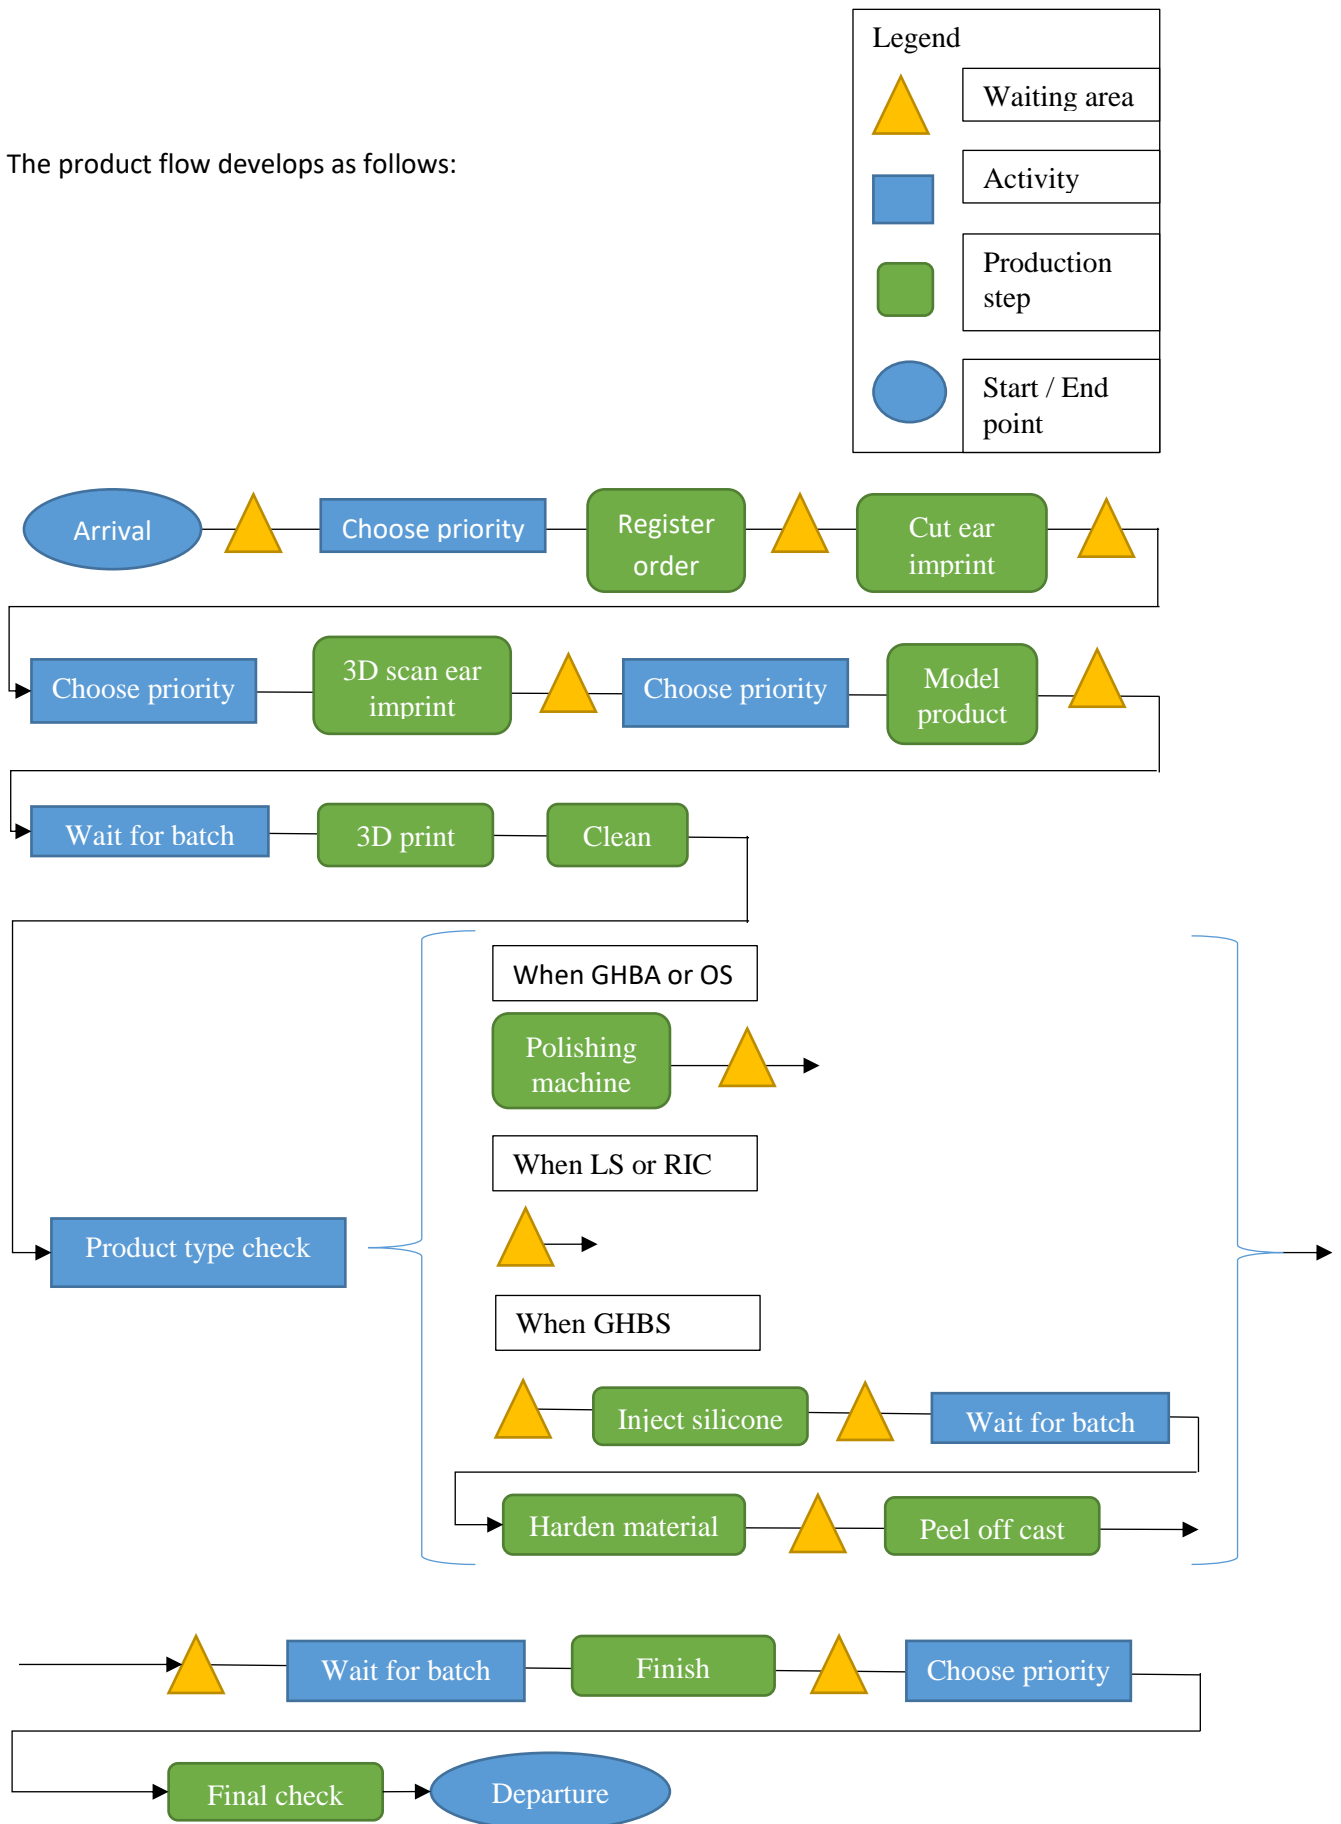 Legend
Waiting area
The product flow develops as follows:
Activity
Production
step
Start / End
point
Arrival
Choose priority
Register
order
Cut ear
imprint
Choose priority
3D scan ear
imprint
Choose priority
Model
product
Wait for batch
3D print
Clean
When GHBA or OS
Polishing
machine
When LS or RIC
Product type check
When GHBS
Inject silicone
Wait for batch
Harden material
Peel off cast
Wait for batch
Finish
Choose priority
Final check
Departure